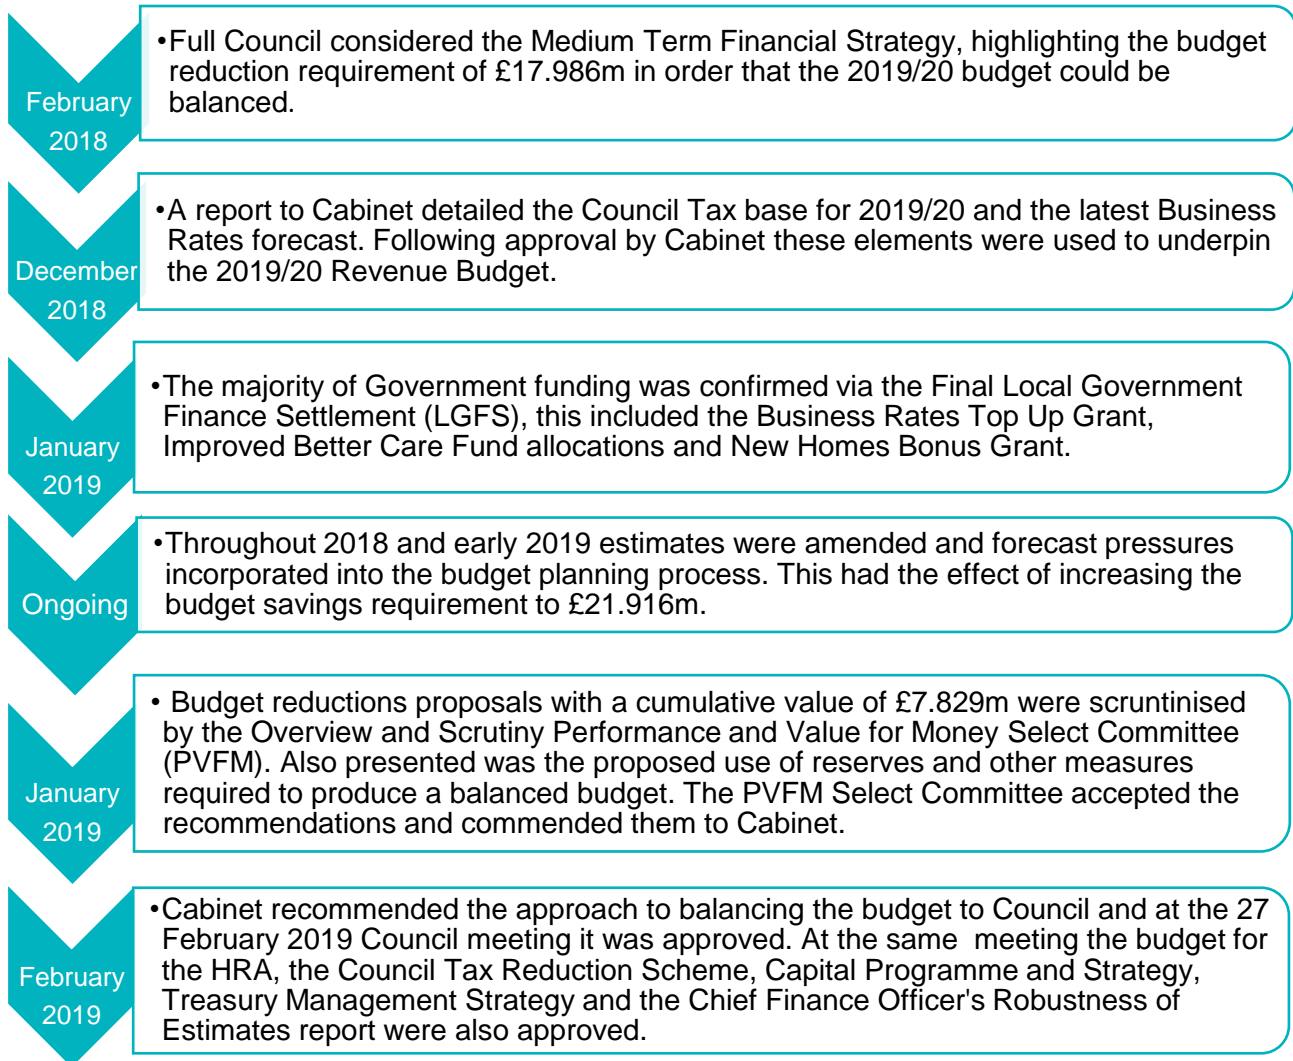 February
2018
•Full Council considered the Medium Term Financial Strategy, highlighting the budget
reduction requirement of £17.986m in order that the 2019/20 budget could be
balanced.
December
2018
•A report to Cabinet detailed the Council Tax base for 2019/20 and the latest Business
Rates forecast. Following approval by Cabinet these elements were used to underpin
the 2019/20 Revenue Budget.
January
2019
•The majority of Government funding was confirmed via the Final Local Government
Finance Settlement (LGFS), this included the Business Rates Top Up Grant,
Improved Better Care Fund allocations and New Homes Bonus Grant.
Ongoing
•Throughout 2018 and early 2019 estimates were amended and forecast pressures
incorporated into the budget planning process. This had the effect of increasing the
budget savings requirement to £21.916m.
January
2019
• Budget reductions proposals with a cumulative value of £7.829m were scruntinised
by the Overview and Scrutiny Performance and Value for Money Select Committee
(PVFM). Also presented was the proposed use of reserves and other measures
required to produce a balanced budget. The PVFM Select Committee accepted the
recommendations and commended them to Cabinet.
February
2019
•Cabinet recommended the approach to balancing the budget to Council and at the 27
February 2019 Council meeting it was approved. At the same  meeting the budget for
the HRA, the Council Tax Reduction Scheme, Capital Programme and Strategy,
Treasury Management Strategy and the Chief Finance Officer's Robustness of
Estimates report were also approved.